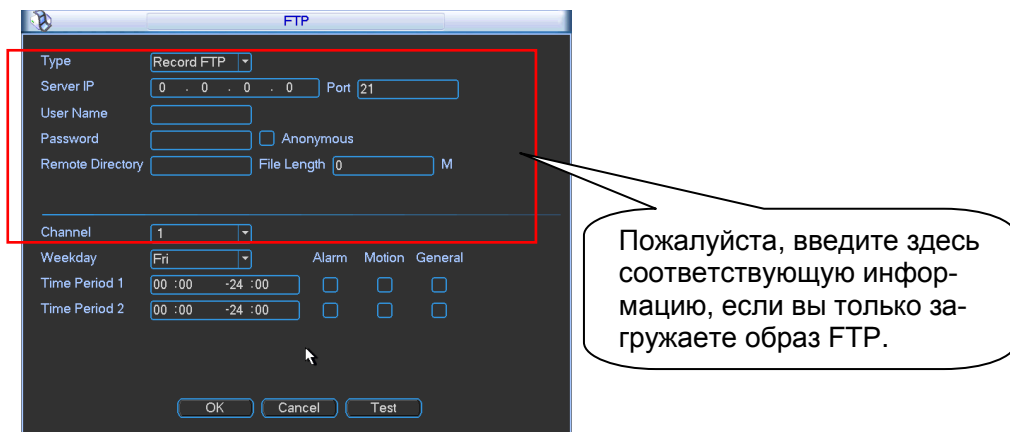 FTP
Type Record FTP
Server IP 0 . 0 . 0 . 0 Port 21
User Name
Password Anonymous
Remote Directory File Length 0 M
Channel 1
Weekday Fri Alarm Motion General
Time Period 1 00 :00 -24 :00
Time Period 2 00 :00 -24 :00
OK Cancel Test
Пожалуйста, введите здесь
соответствующую инфор-
мацию, если вы только за-
гружаете образ FTP.